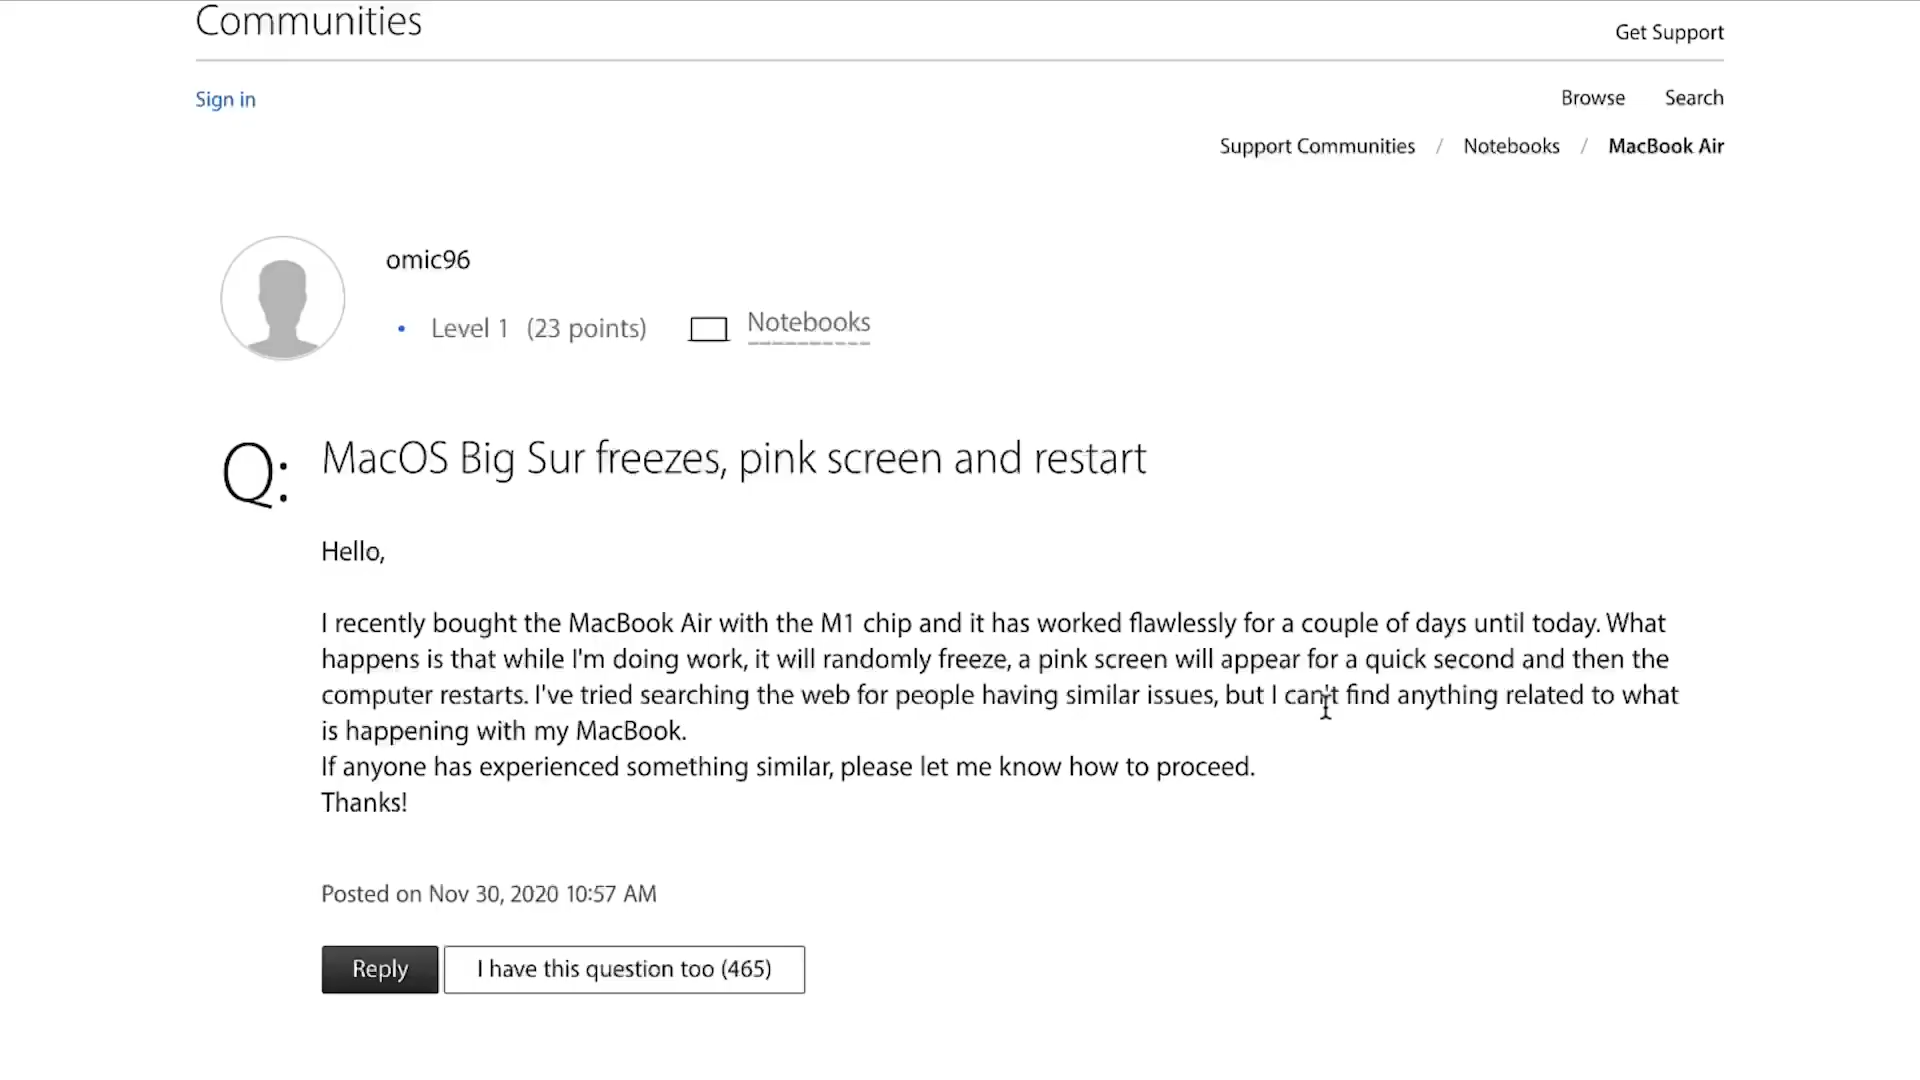 Communities
Get Support
Sign in
Browse Search
Support Communities / Notebooks / MacBook Air
omic96
• Level 1 (23 points) Notebooks
Q: MacOS Big Sur freezes, pink screen and restart
Hello,
I recently bought the MacBook Air with the M1 chip and it has worked flawlessly for a couple of days until today. What
happens is that while I'm doing work, it will randomly freeze, a pink screen will appear for a quick second and then the
computer restarts. I've tried searching the web for people having similar issues, but I can't find anything related to what
is happening with my MacBook.
If anyone has experienced something similar, please let me know how to proceed.
Thanks!
Posted on Nov 30, 2020 10:57 AM
Reply I have this question too (465)